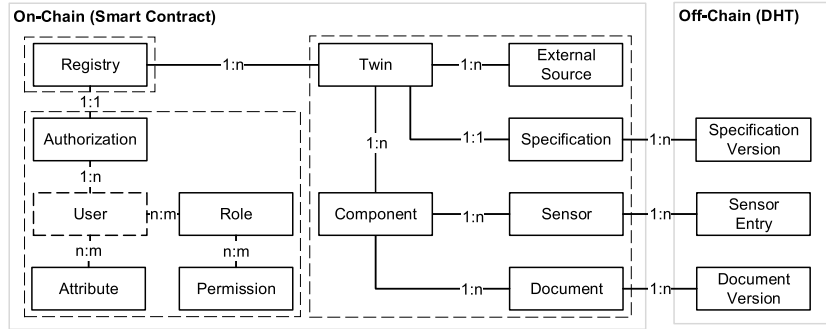 On-Chain (Smart Contract)
Off-Chain (DHT)
Registry
1:n
Twin
1:n
External
Source
1:1
Authorization
1:n
1:1
Specification
1:n
Specification
Version
1:n
User
n:m
Role
Component
1:n
Sensor
1:n
Sensor
Entry
n:m
n:m
Attribute
Permission
1:n
Document
1:n
Document
Version